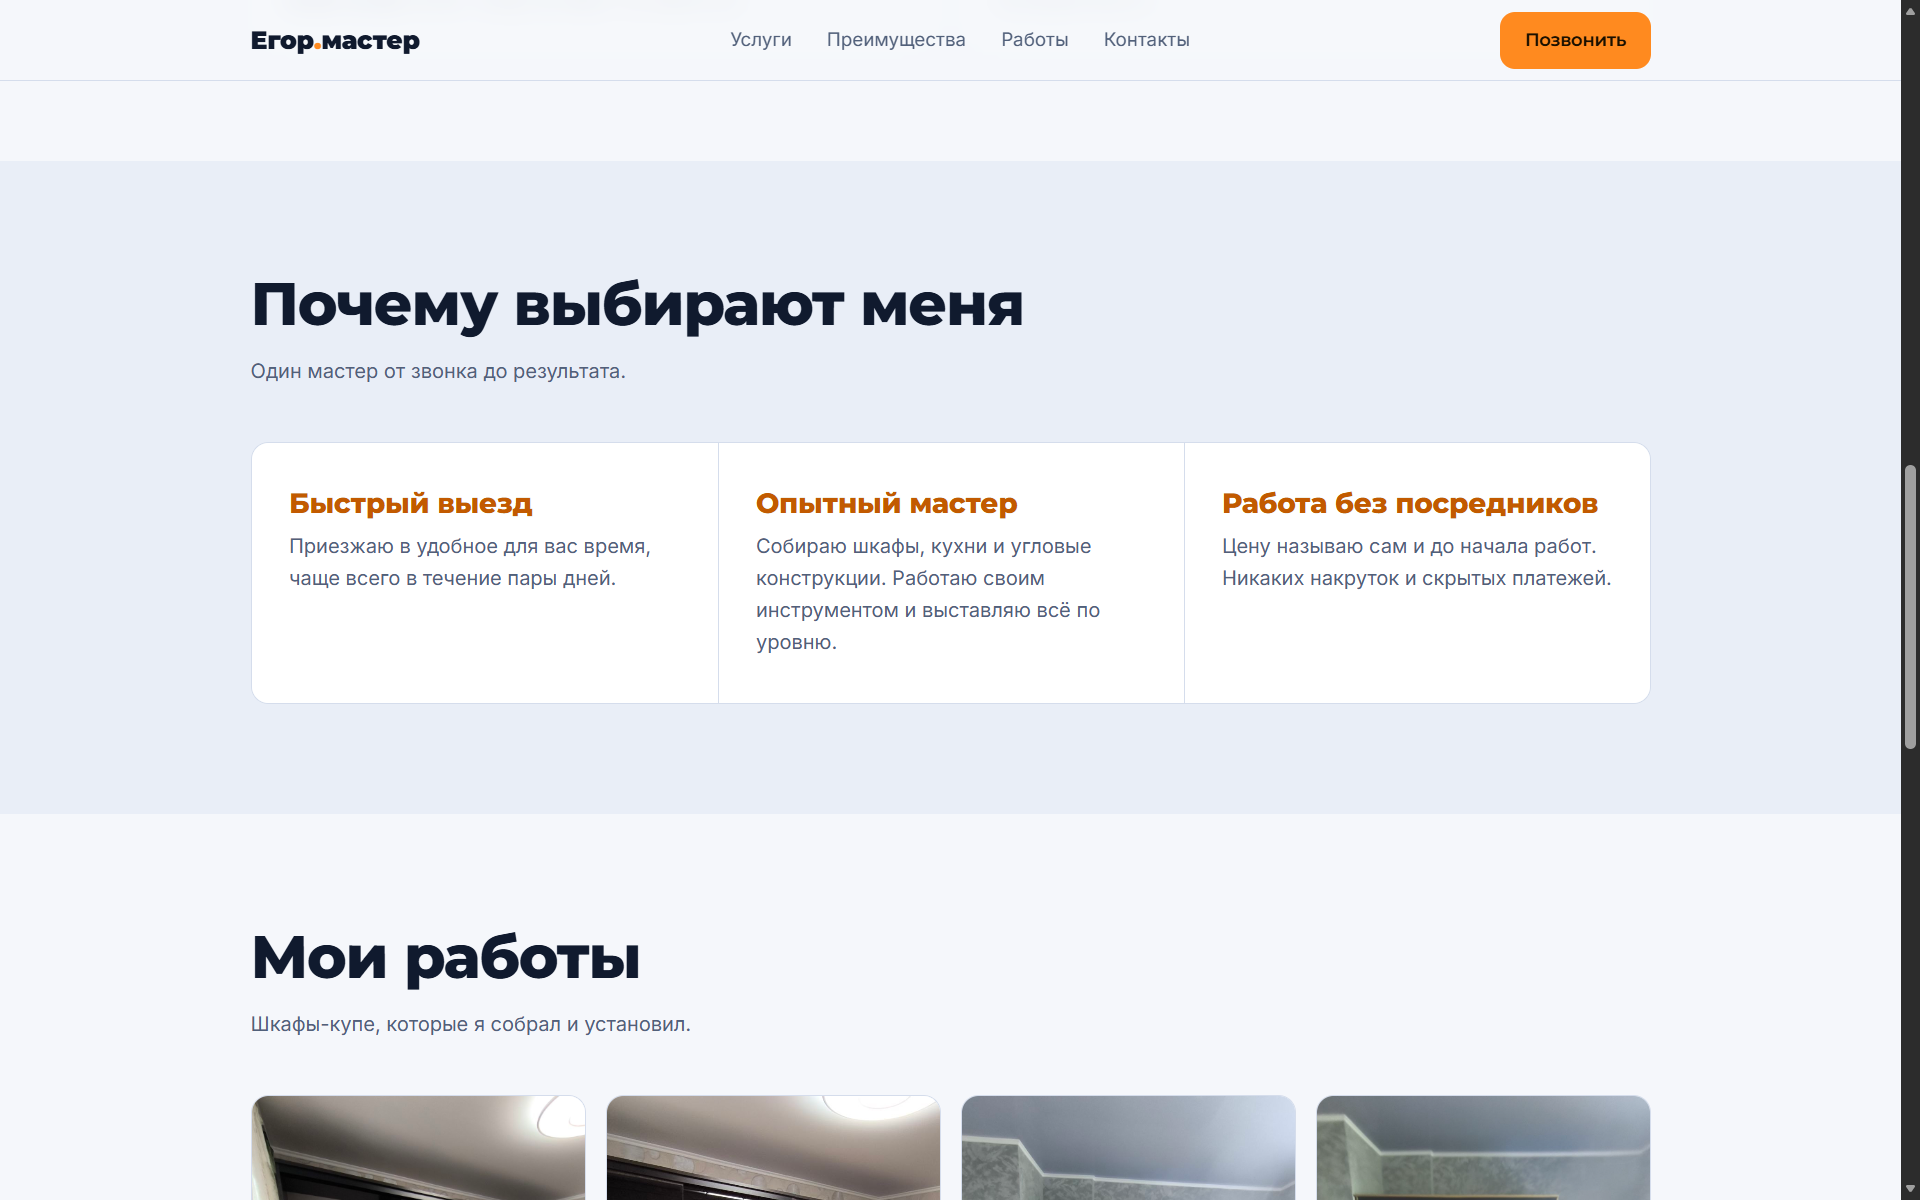 Егор.мастер
Услуги Преимущества Работы Контакты
Позвонить
Почему выбирают меня
Один мастер от звонка до результата.
Быстрый выезд
Приезжаю в удобное для вас время,
чаще всего в течение пары дней.
Опытный мастер
Собираю шкафы, кухни и угловые
конструкции. Работаю своим
инструментом и выставляю всё по
уровню.
Работа без посредников
Цену называю сам и до начала работ.
Никаких накруток и скрытых платежей.
Мои работы
Шкафы-купе, которые я собрал и установил.